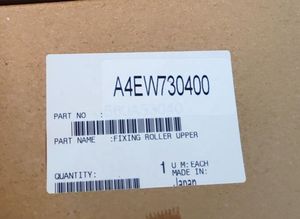 A4EW730400
PART NO :
PART NAME :FIXING ROLLER UPPER
QUANTITY: 1 U M:EACH
MADE IN:
Japan